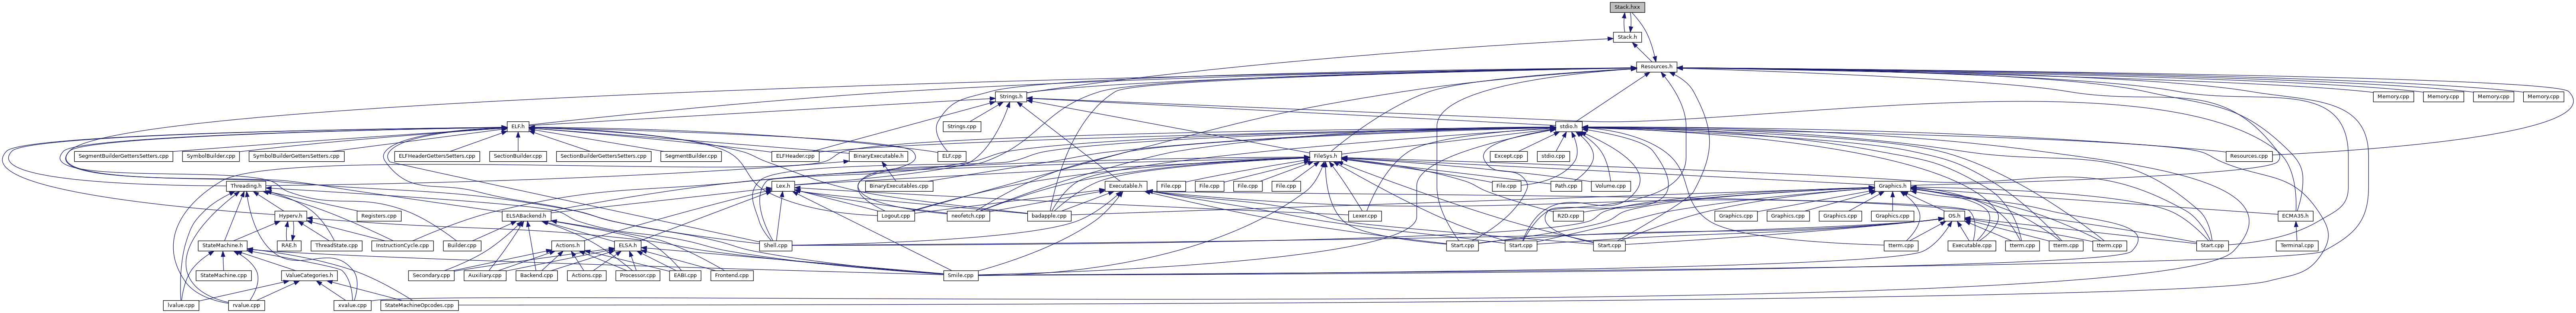 Stack.hxx
Stack.h
Resources.h
Strings.h
Memory.cpp
Memory.cpp
Memory.cpp
Memory.cpp
ELF.h
Strings.cpp
stdio.h
SegmentBuilderGettersSetters.cpp
SymbolBuilder.cpp
SymbolBuilderGettersSetters.cpp
ELFHeaderGettersSetters.cpp
SectionBuilder.cpp
SectionBuilderGettersSetters.cpp
SegmentBuilder.cpp
ELFHeader.cpp
BinaryExecutable.h
ELF.cpp
FileSys.h
Except.cpp
stdio.cpp
Resources.cpp
Threading.h
Lex.h
BinaryExecutables.cpp
Executable.h
File.cpp
File.cpp
File.cpp
File.cpp
File.cpp
Path.cpp
Volume.cpp
Graphics.h
Hyperv.h
Registers.cpp
ELSABackend.h
Logout.cpp
neofetch.cpp
badapple.cpp
Lexer.cpp
R2D.cpp
Graphics.cpp
Graphics.cpp
Graphics.cpp
Graphics.cpp
OS.h
ECMA35.h
StateMachine.h
RAE.h
ThreadState.cpp
InstructionCycle.cpp
Builder.cpp
Actions.h
ELSA.h
Shell.cpp
Start.cpp
Start.cpp
Start.cpp
tterm.cpp
Executable.cpp
tterm.cpp
tterm.cpp
tterm.cpp
Start.cpp
Terminal.cpp
StateMachine.cpp
ValueCategories.h
Secondary.cpp
Auxiliary.cpp
Backend.cpp
Actions.cpp
Processor.cpp
EABI.cpp
Frontend.cpp
Smile.cpp
lvalue.cpp
rvalue.cpp
xvalue.cpp
StateMachineOpcodes.cpp